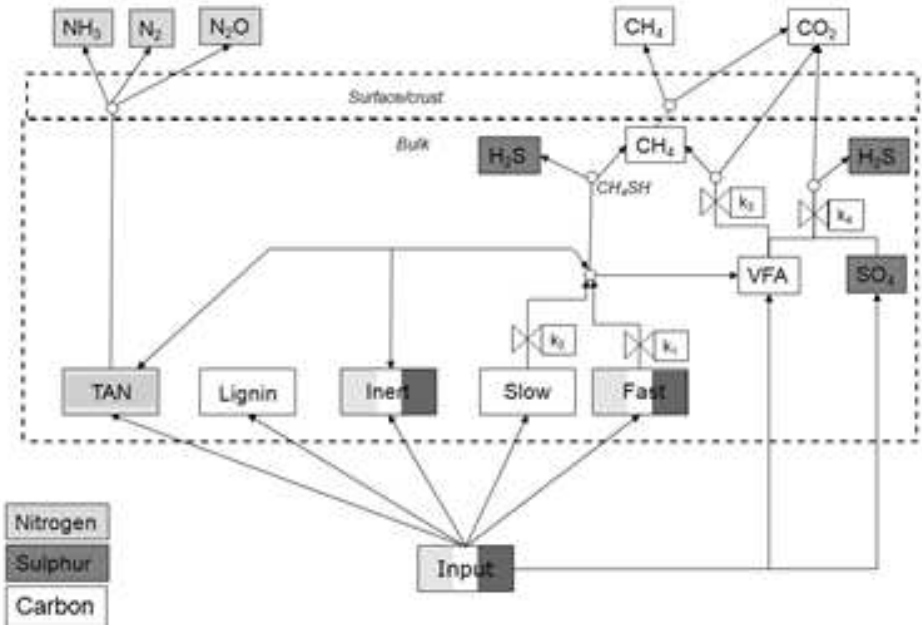 NH₃ N₂ N₂O CH₄ CO₂
Surface/crust
Bulk
H₂S CH₄ H₂S
CH₄SH
k₃ k₄
VFA SO₄
k₂ k₁
TAN Lignin Inert Slow Fast
Nitrogen
Sulphur
Input
Carbon